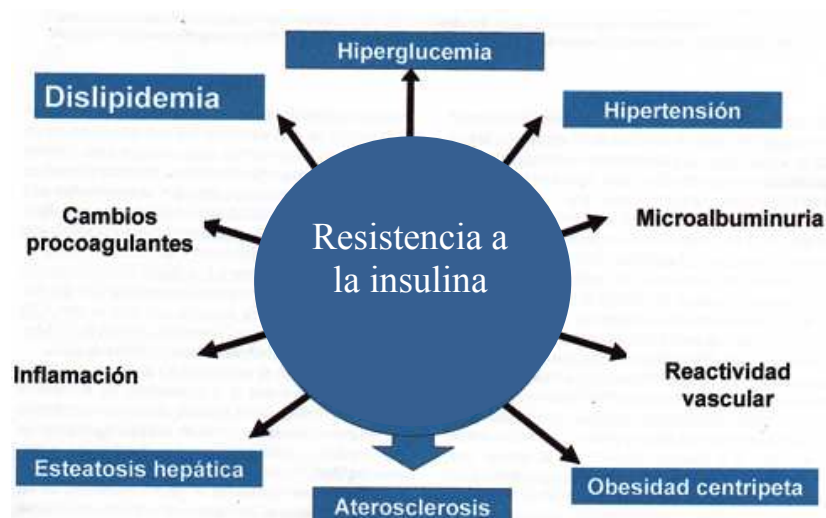 Hiperglucemia
Dislipidemia
Hipertensión
Cambios
procoagulantes
Resistencia a
la insulina
Microalbuminuria
Inflamación
Reactividad
vascular
Esteatosis hepática
Aterosclerosis
Obesidad centripeta